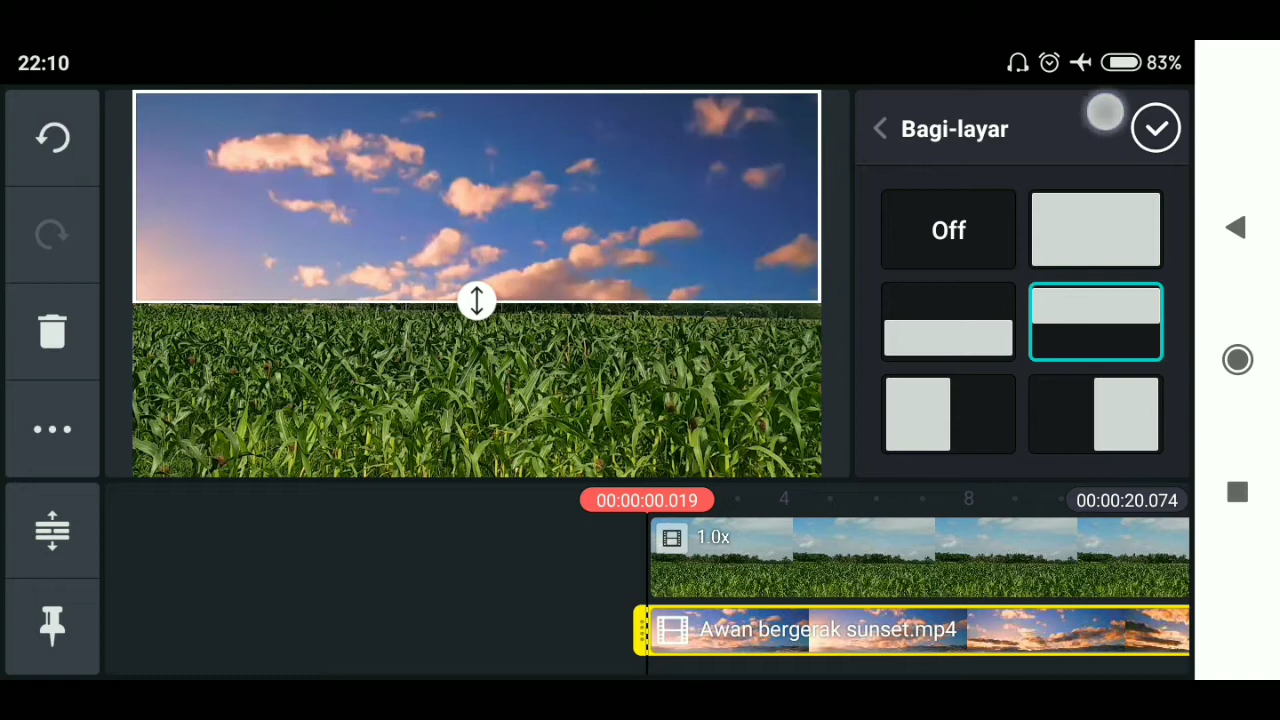 22:10
83%
Bagi-layar
Off
00:00:00.019
4
8
00:00:20.074
1.0x
Awan bergerak sunset.mp4